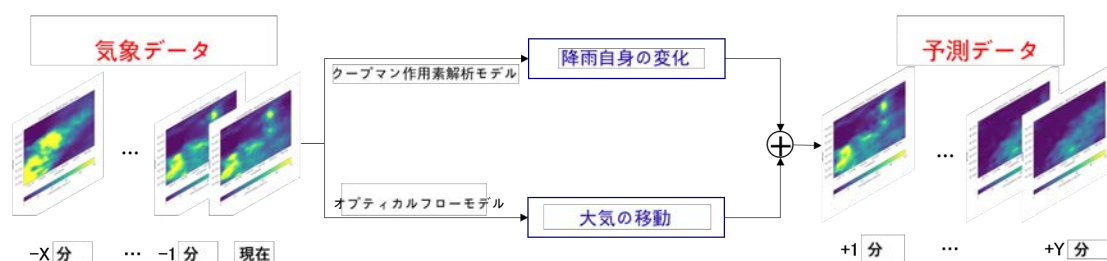 気象データ
クープマン作用素解析モデル
降雨自身の変化
予測データ
…
…
オプティカルフローモデル
大気の移動
−X 分 … −1 分 現在
+1 分 … +Y 分